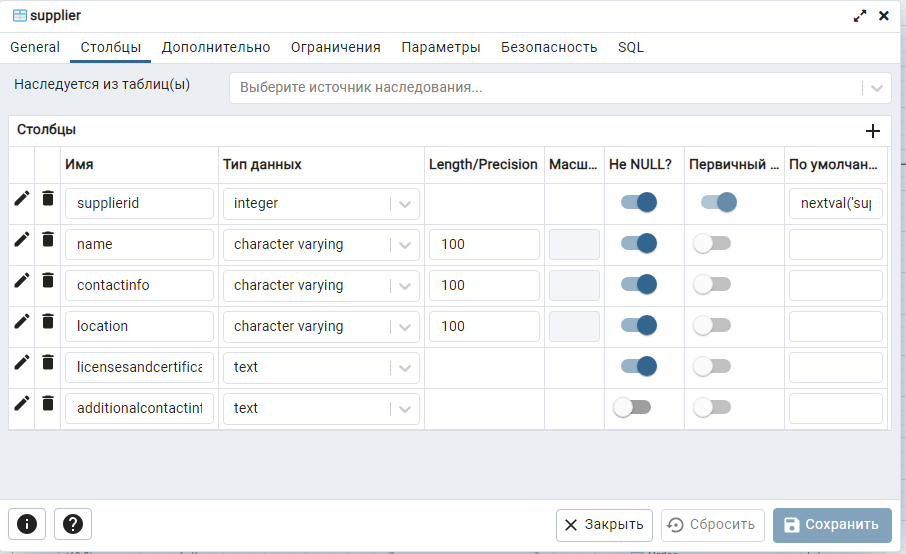 supplier
General Столбцы Дополнительно Ограничения Параметры Безопасность SQL
Наследуется из таблиц(ы) Выберите источник наследования...
Столбцы
Имя Тип данных Length/Precision Масш... Не NULL? Первичный ... По умолчан...
supplierid integer nextval('sup
name character varying 100
contactinfo character varying 100
location character varying 100
licensesandcertifica text
additionalcontactinf text
Закрыть Сбросить Сохранить